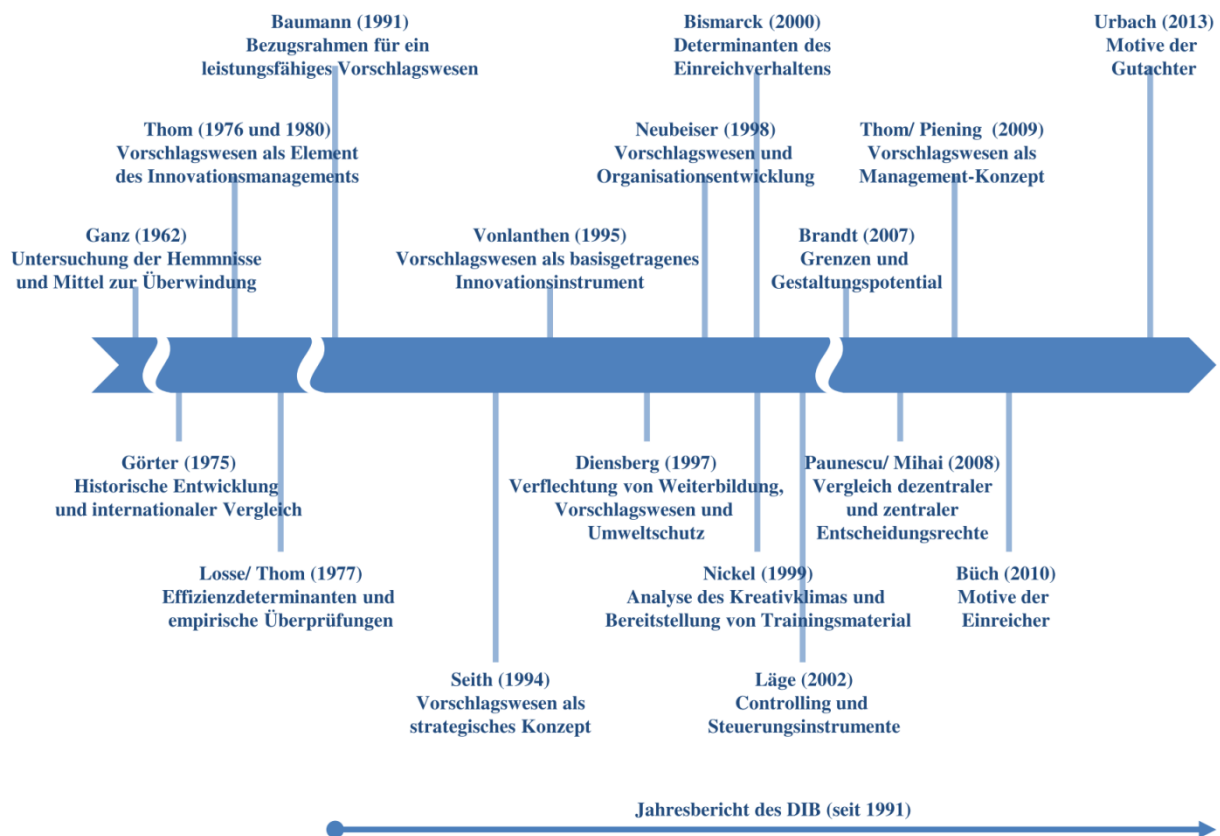 Baumann (1991)
Bezugsrahmen für ein
leistungsfähiges Vorschlagswesen
Bismarck (2000)
Determinanten des
Einreichverhaltens
Urbach (2013)
Motive der
Gutachter
Thom (1976 und 1980)
Vorschlagswesen als Element
des Innovationsmanagements
Neubeiser (1998)
Vorschlagswesen und
Organisationsentwicklung
Thom/ Piening (2009)
Vorschlagswesen als
Management-Konzept
Ganz (1962)
Untersuchung der Hemmnisse
und Mittel zur Überwindung
Vonlanthen (1995)
Vorschlagswesen als basisgetragenes
Innovationsinstrument
Brandt (2007)
Grenzen und
Gestaltungspotential
Görter (1975)
Historische Entwicklung
und internationaler Vergleich
Diensberg (1997)
Verflechtung von Weiterbildung,
Vorschlagswesen und
Umweltschutz
Paunescu/ Mihai (2008)
Vergleich dezentraler
und zentraler
Entscheidungsrechte
Losse/ Thom (1977)
Effizienzdeterminanten und
empirische Überprüfungen
Nickel (1999)
Analyse des Kreativklimas und
Bereitstellung von Trainingsmaterial
Büch (2010)
Motive der
Einreicher
Seith (1994)
Vorschlagswesen als
strategisches Konzept
Läge (2002)
Controlling und
Steuerungsinstrumente
Jahresbericht des DIB (seit 1991)